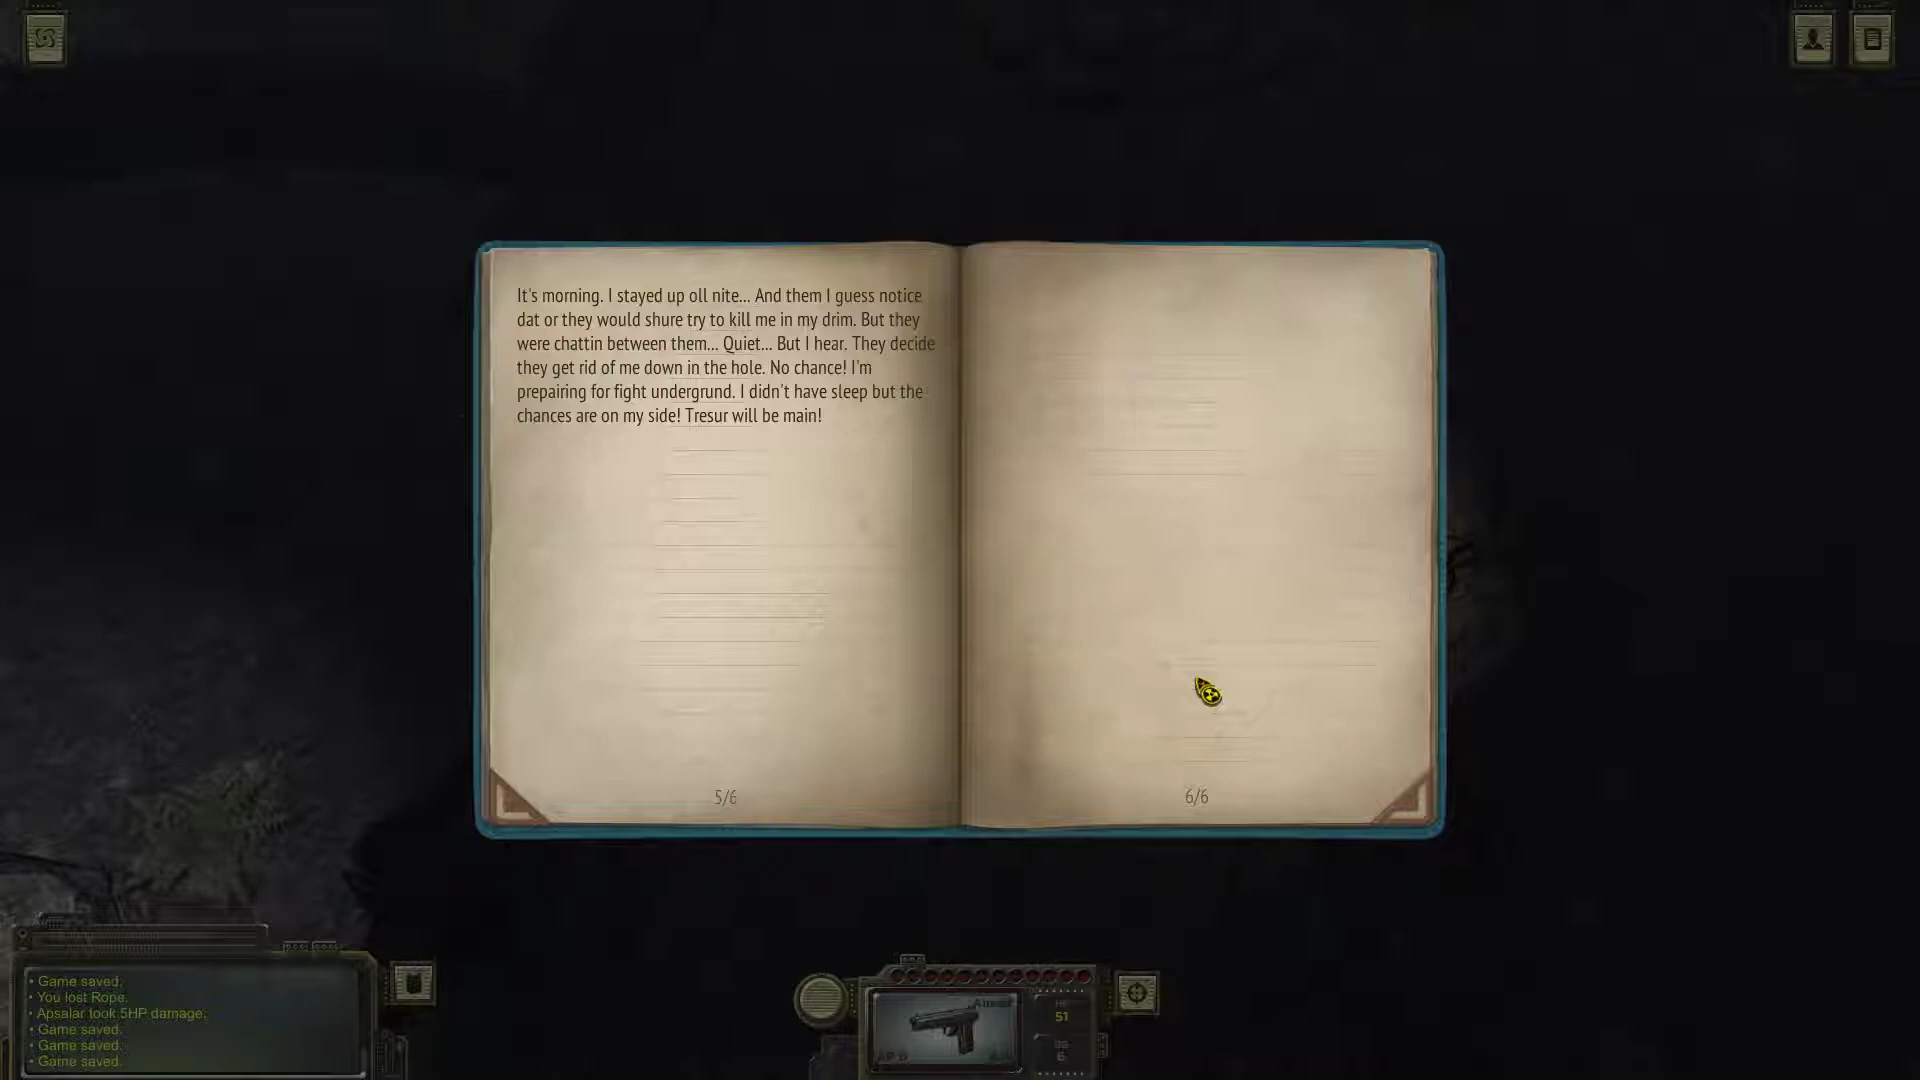 It's morning. I stayed up oll nite... And them I guess notice
dat or they would shure try to kill me in my drim. But they
were chattin between them... Quiet... But I hear. They decide
they get rid of me down in the hole. No chance! I'm
prepairing for fight undergrund. I didn't have sleep but the
chances are on my side! Tresur will be main!
5/6
6/6
• Game saved.
• You lost Rope.
• Apsalar took 5HP damage.
• Game saved.
• Game saved.
• Game saved.
HP
51
6